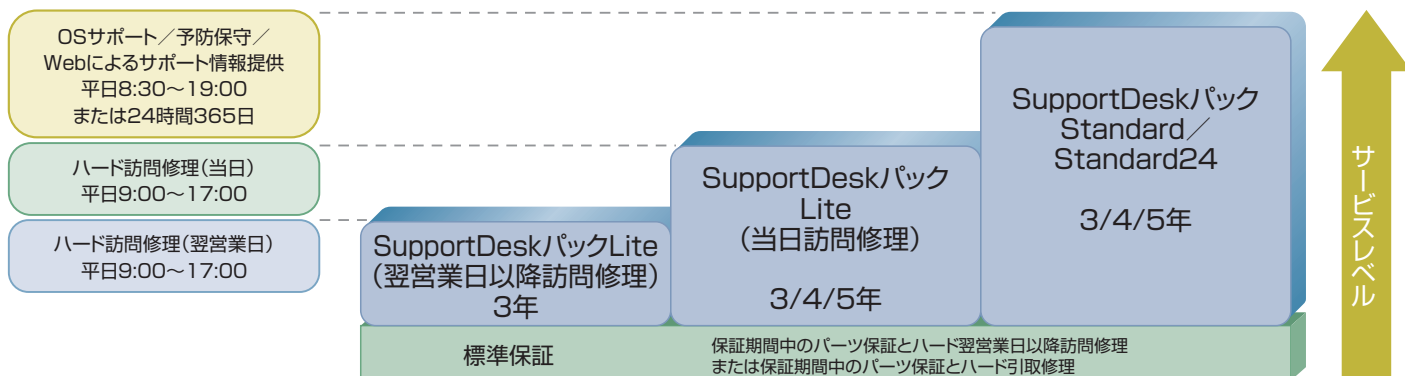 OSサポート／予防保守／
Webによるサポート情報提供
平日8:30～19:00
または24時間365日
ハード訪問修理(当日)
平日9:00～17:00
ハード訪問修理(翌営業日)
平日9:00～17:00
SupportDeskパックLite
(翌営業日以降訪問修理)
3年
SupportDeskパック
Lite
(当日訪問修理)
3/4/5年
SupportDeskパック
Standard／
Standard24
3/4/5年
サービスレベル
標準保証
保証期間中のパーツ保証とハード翌営業日以降訪問修理
または保証期間中のパーツ保証とハード引取修理